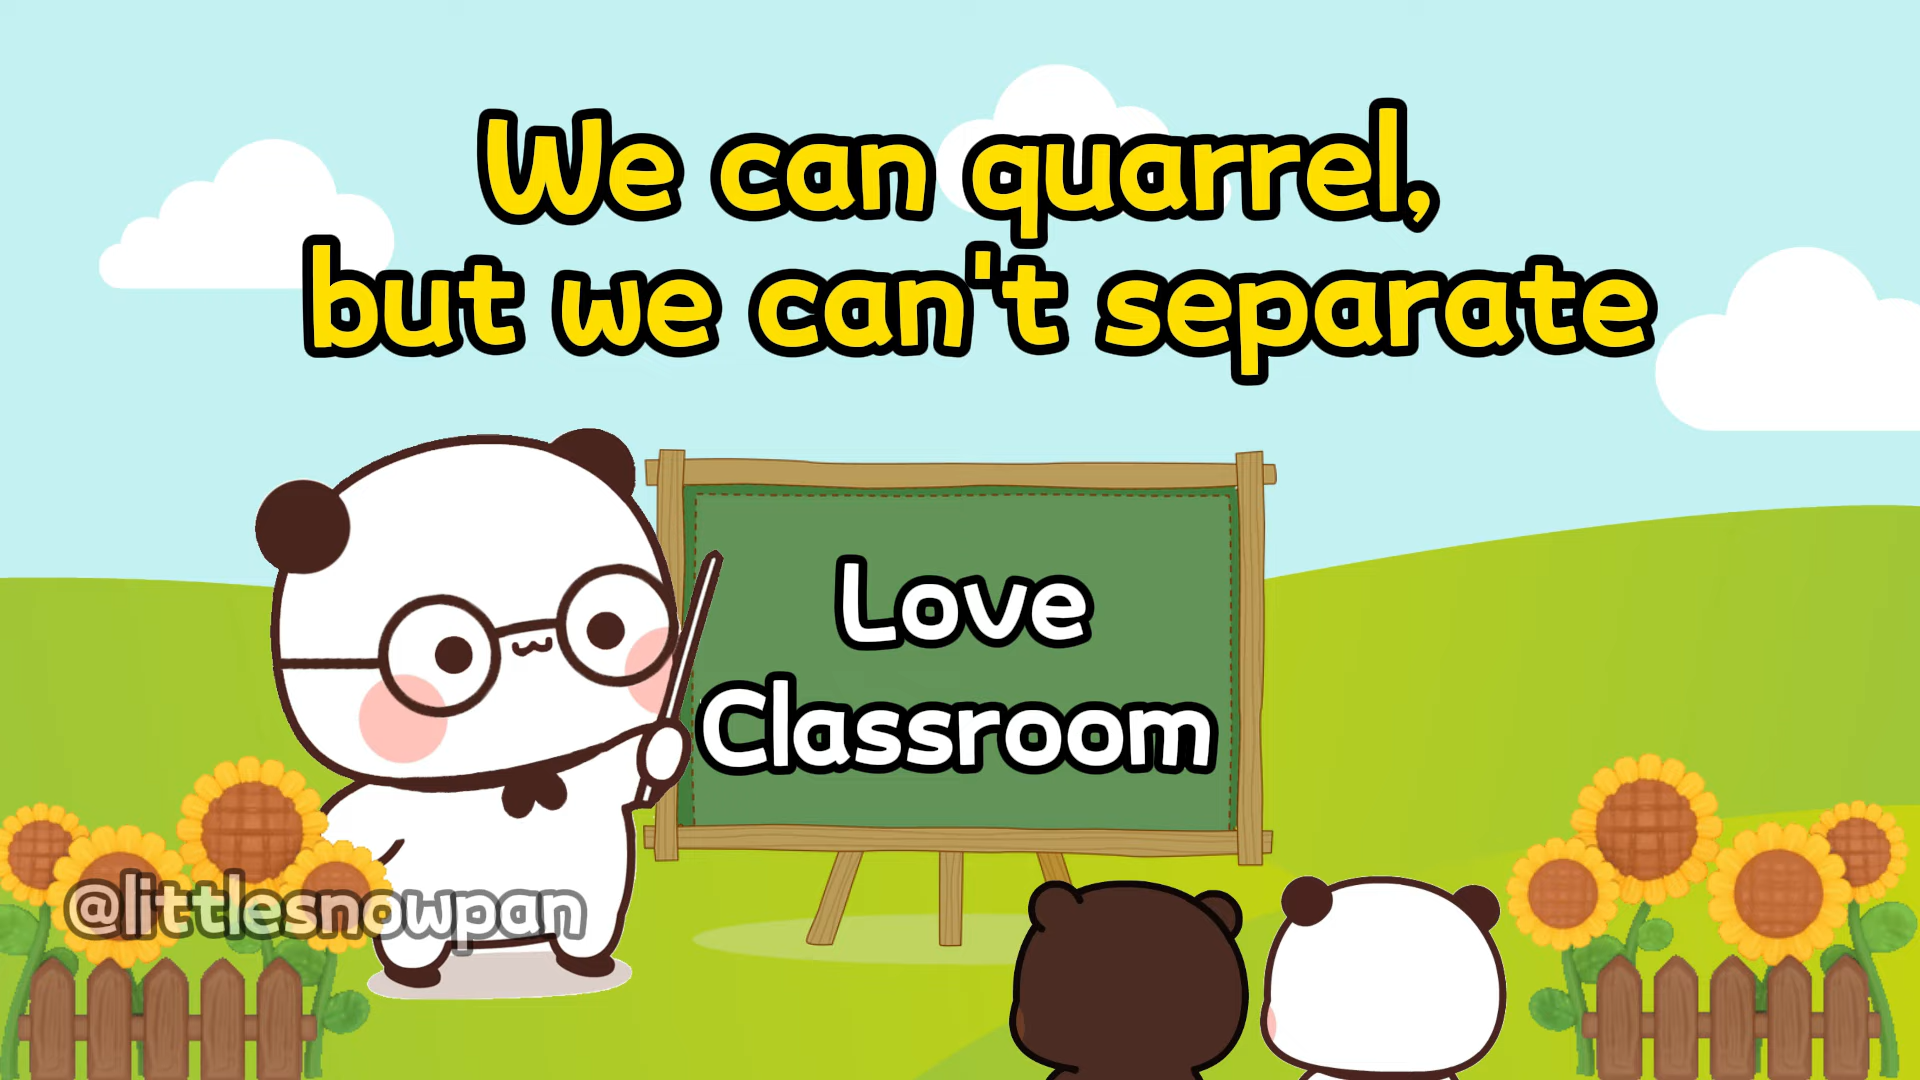 We can quarrel,
but we can't separate
Love
Classroom
@littlesnowpan